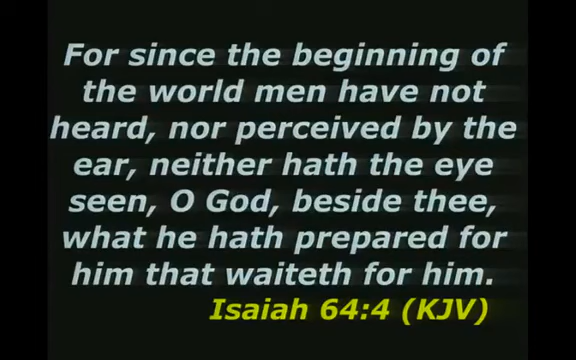 For since the beginning of
the world men have not
heard, nor perceived by the
ear, neither hath the eye
seen, O God, beside thee,
what he hath prepared for
him that waiteth for him.
Isaiah 64:4 (KJV)